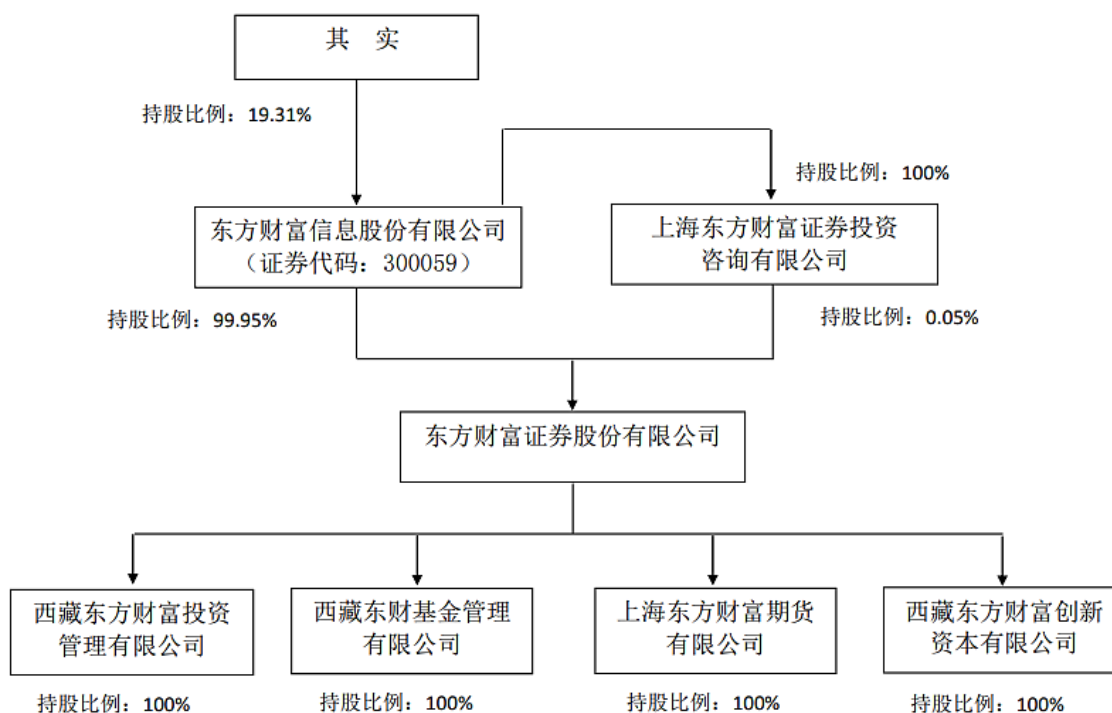 其 实
持股比例：19.31%
持股比例：100%
东方财富信息股份有限公司
（证券代码：300059）
上海东方财富证券投资
咨询有限公司
持股比例：99.95%
持股比例：0.05%
东方财富证券股份有限公司
西藏东方财富投资
管理有限公司
西藏东财基金管理
有限公司
上海东方财富期货
有限公司
西藏东方财富创新
资本有限公司
持股比例：100%
持股比例：100%
持股比例：100%
持股比例：100%